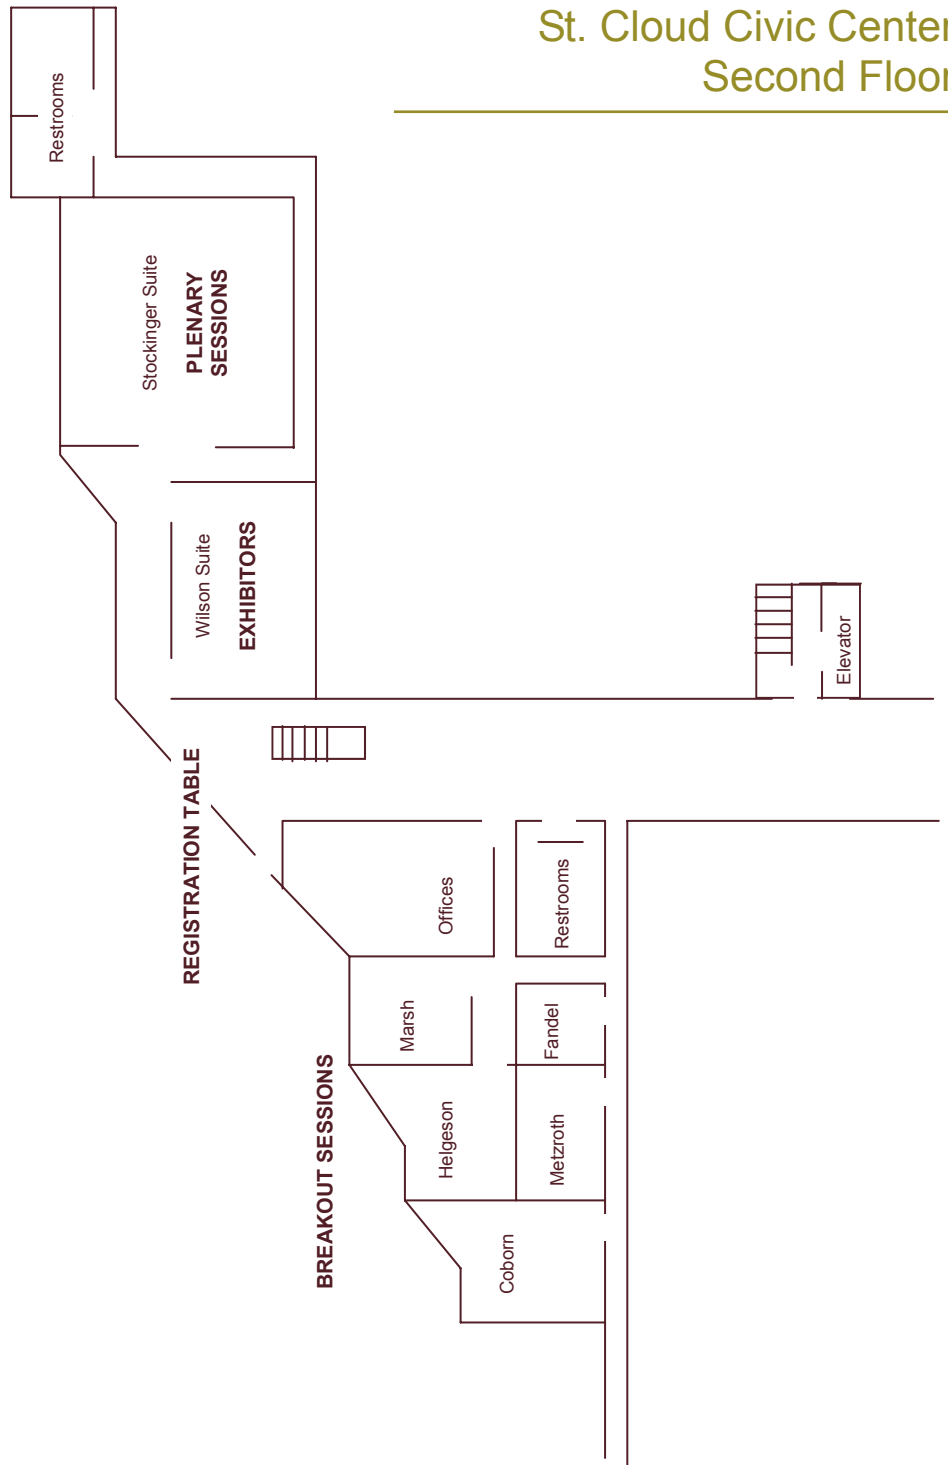 St. Cloud Civic Center
Second Floor
Restrooms
Stockinger Suite
PLENARY
SESSIONS
Wilson Suite
EXHIBITORS
Elevator
REGISTRATION TABLE
Offices
Restrooms
Marsh
Fandel
BREAKOUT SESSIONS
Helgeson
Metzroth
Coborn